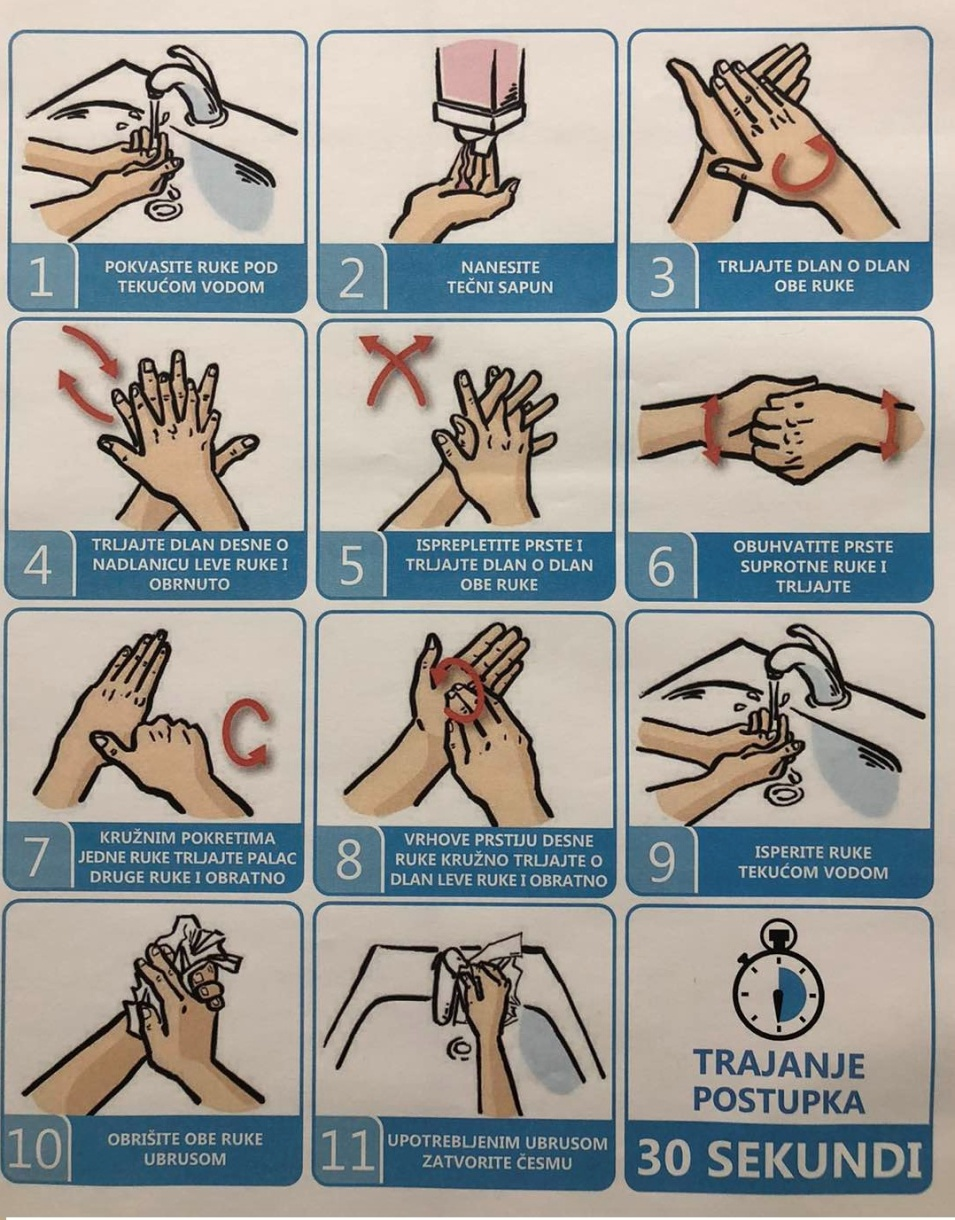 1
POKVASITE RUKE POD
TEKUĆOM VODOM
2
NANESITE
TEČNI SAPUN
3
TRLJAJTE DLAN O DLAN
OBE RUKE
4
TRLJAJTE DLAN DESNE O
NADLANICU LEVE RUKE I
OBRNUTO
5
ISPREPLETITE PRSTE I
TRLJAJTE DLAN O DLAN
OBE RUKE
6
OBUHVATITE PRSTE
SUPROTNE RUKE I
TRLJAJTE
7
KRUŽNIM POKRETIMA
JEDNE RUKE TRLJAJTE PALAC
DRUGE RUKE I OBRATNO
8
VRHOVE PRSTIJU DESNE
RUKE KRUŽNO TRLJAJTE O
DLAN LEVE RUKE I OBRATNO
9
ISPERITE RUKE
TEKUĆOM VODOM
10
OBRIŠITE OBE RUKE
UBRUSOM
11
UPOTREBLJENIM UBRUSOM
ZATVORITE ČESMU
TRAJANJE
POSTUPKA
30 SEKUNDI